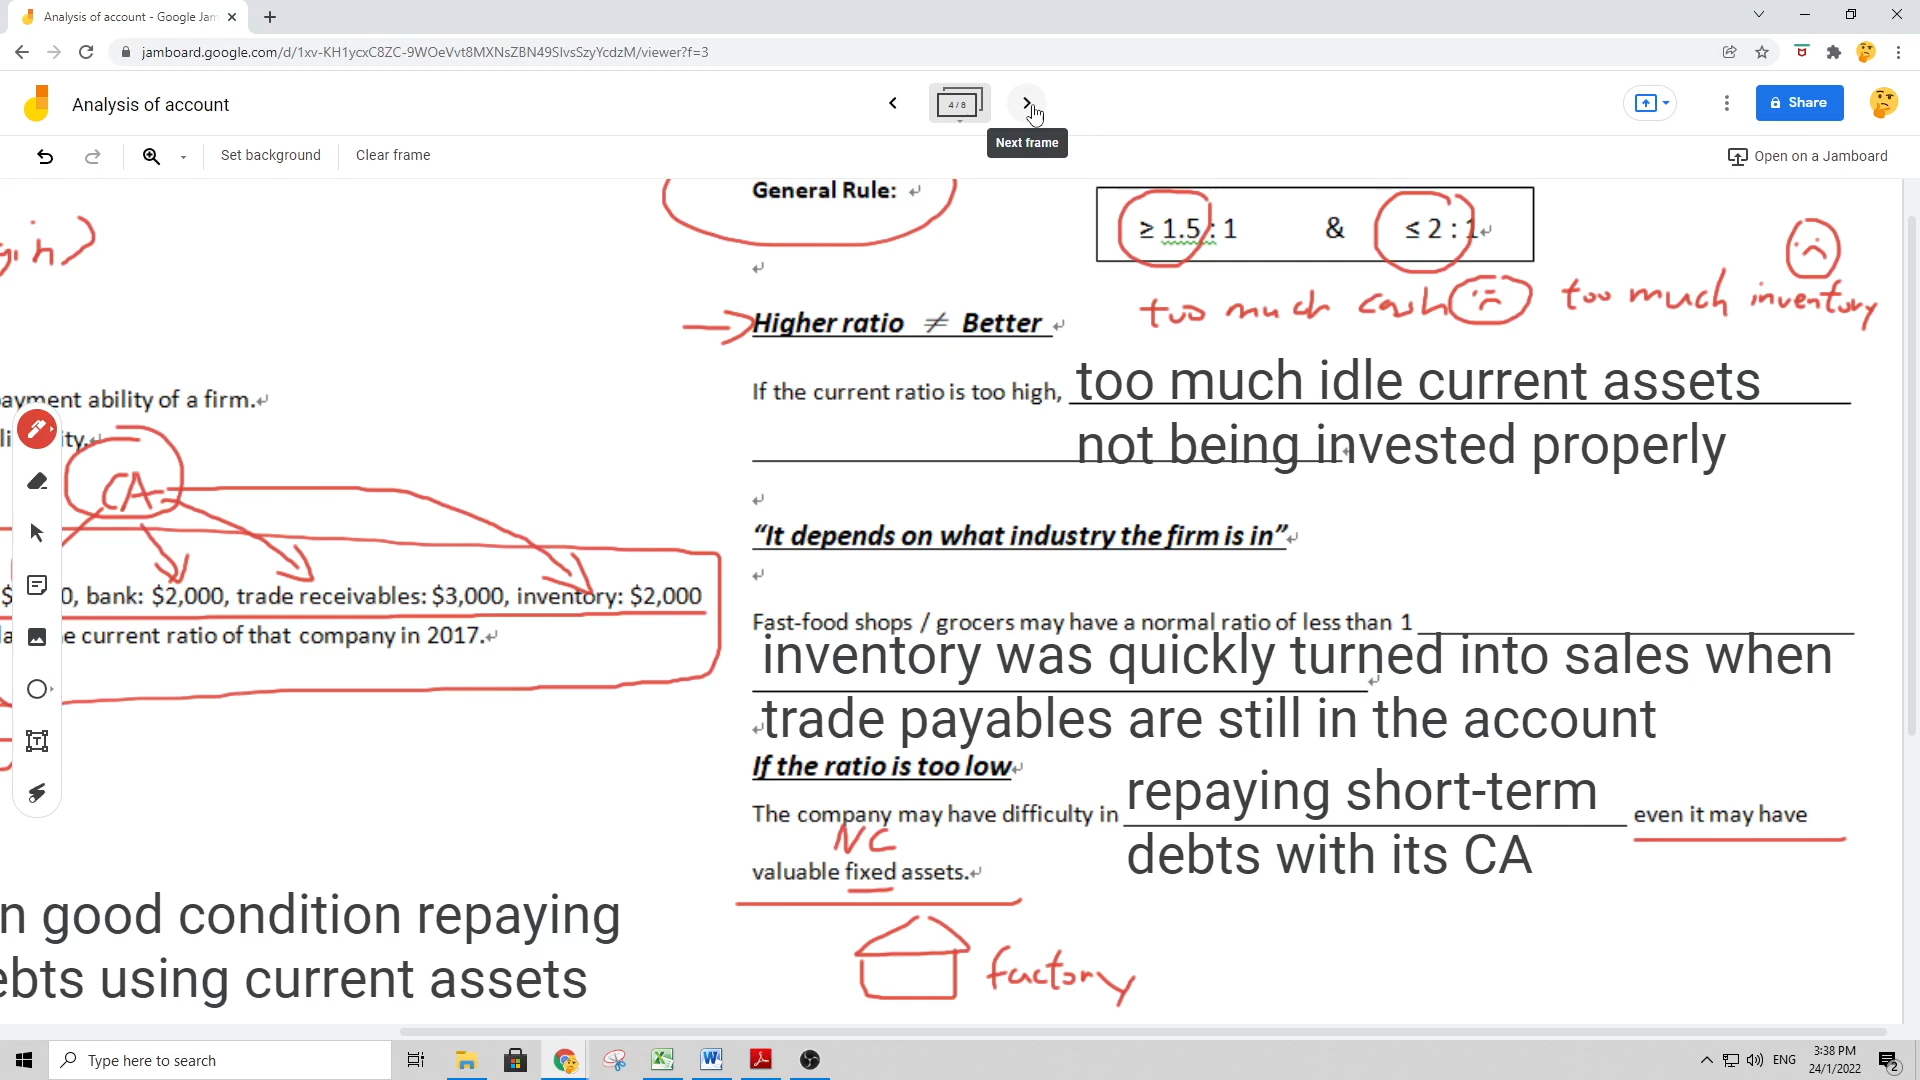 Analysis of account - Google Jam
jamboard.google.com/d/1xv-KH1ycxC8ZC-9WOeVvt8MXNsZBN49SIvsSzyYcdzM/viewer?f=3
Analysis of account
4 / 8
Share
Next frame
Set background
Clear frame
Open on a Jamboard
General Rule:
≥ 1.5 : 1 & ≤ 2 : 1
too much cash too much inventory
Higher ratio ≠ Better
If the current ratio is too high, too much idle current assets
not being invested properly
ayment ability of a firm.
CA
"It depends on what industry the firm is in"
0, bank: $2,000, trade receivables: $3,000, inventory: $2,000
e current ratio of that company in 2017.
Fast-food shops / grocers may have a normal ratio of less than 1
inventory was quickly turned into sales when
trade payables are still in the account
If the ratio is too low
The company may have difficulty in repaying short-term even it may have
debts with its CA
NC
valuable fixed assets.
factory
n good condition repaying
ebts using current assets
Type here to search
ENG
3:38 PM
24/1/2022
2